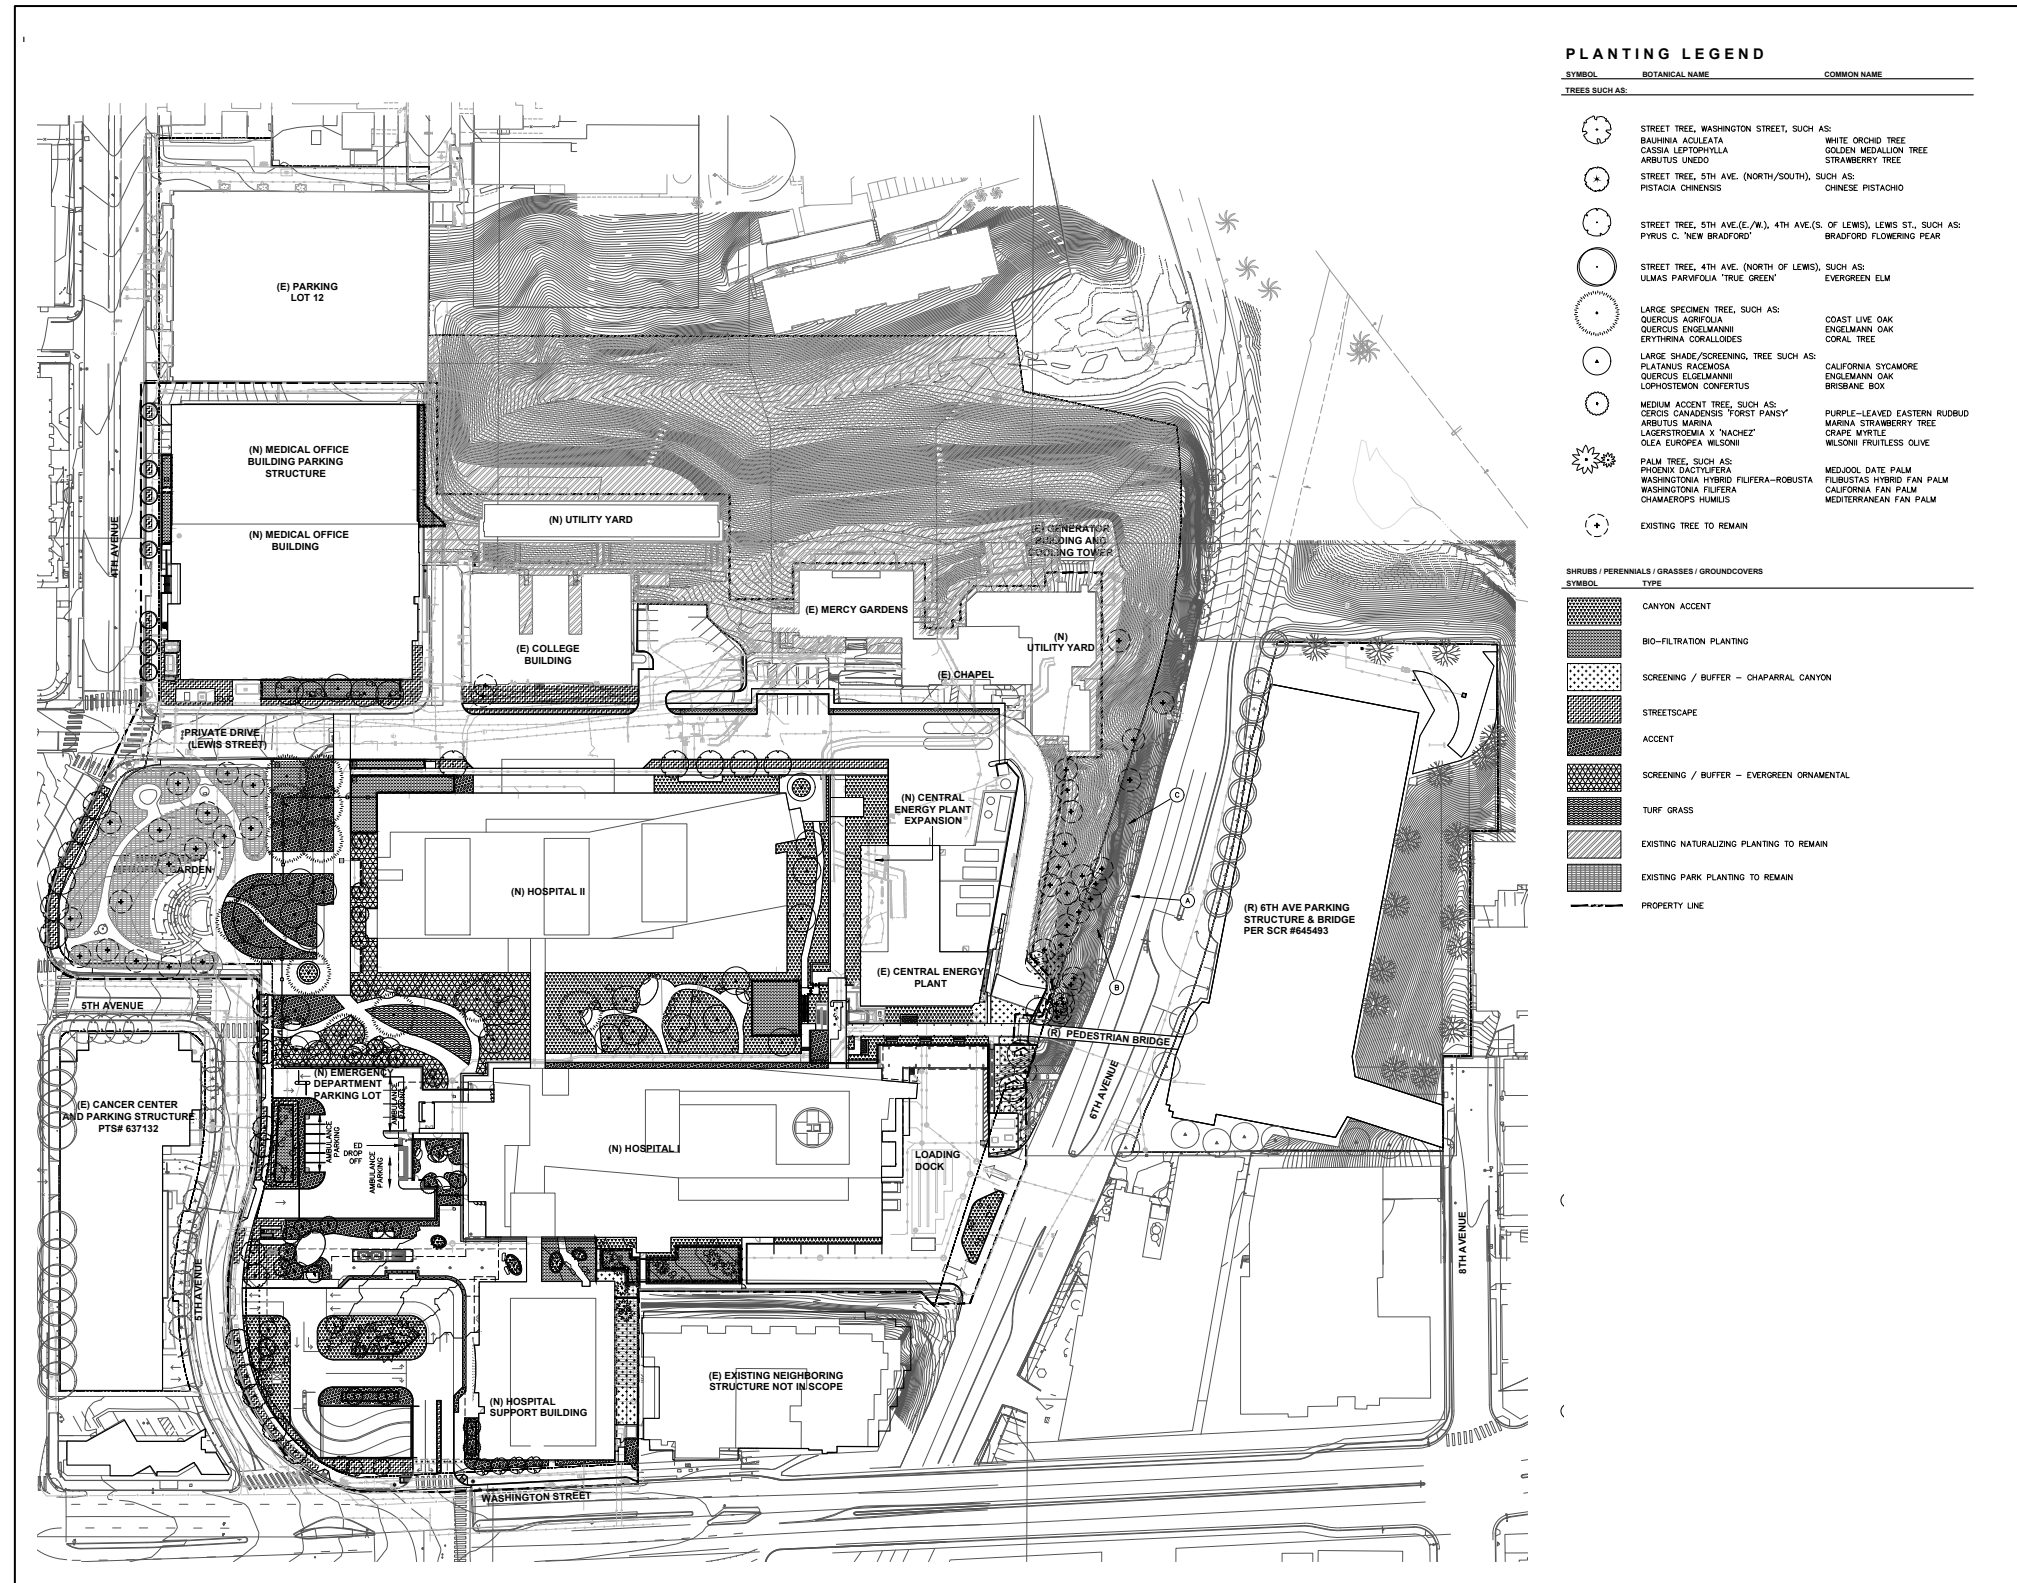 PLANTING LEGEND
SYMBOL BOTANICAL NAME COMMON NAME
TREES SUCH AS:
STREET TREE, WASHINGTON STREET, SUCH AS:
BAUHINIA ACULEATA WHITE ORCHID TREE
CASSIA LEPTOPHYLLA GOLDEN MEDALLION TREE
ARBUTUS UNEDO STRAWBERRY TREE
STREET TREE, 5TH AVE. (NORTH/SOUTH), SUCH AS:
PISTACIA CHINENSIS CHINESE PISTACHIO
STREET TREE, 5TH AVE.(E./W.), 4TH AVE.(S. OF LEWIS), LEWIS ST., SUCH AS:
PYRUS C. 'NEW BRADFORD' BRADFORD FLOWERING PEAR
STREET TREE, 4TH AVE. (NORTH OF LEWIS), SUCH AS:
ULMAS PARVIFOLIA 'TRUE GREEN' EVERGREEN ELM
LARGE SPECIMEN TREE, SUCH AS:
QUERCUS AGRIFOLIA COAST LIVE OAK
QUERCUS ENGELMANNII ENGELMANN OAK
ERYTHRINA CORALLOIDES CORAL TREE
LARGE SHADE/SCREENING, TREE SUCH AS:
PLATANUS RACEMOSA CALIFORNIA SYCAMORE
QUERCUS ELGELMANNII ENGLEMANN OAK
LOPHOSTEMON CONFERTUS BRISBANE BOX
MEDIUM ACCENT TREE, SUCH AS:
CERCIS CANADENSIS 'FORST PANSY' PURPLE-LEAVED EASTERN RUDBUD
ARBUTUS MARINA MARINA STRAWBERRY TREE
LAGERSTROEMIA X 'NACHEZ' CRAPE MYRTLE
OLEA EUROPEA WILSONII WILSONII FRUITLESS OLIVE
PALM TREE, SUCH AS:
PHOENIX DACTYLIFERA MEDJOOL DATE PALM
WASHINGTONIA HYBRID FILIFERA-ROBUSTA FILIBUSTAS HYBRID FAN PALM
WASHINGTONIA FILIFERA CALIFORNIA FAN PALM
CHAMAEROPS HUMILIS MEDITERRANEAN FAN PALM
EXISTING TREE TO REMAIN
SHRUBS / PERENNIALS / GRASSES / GROUNDCOVERS
SYMBOL TYPE
CANYON ACCENT
BIO-FILTRATION PLANTING
SCREENING / BUFFER - CHAPARRAL CANYON
STREETSCAPE
ACCENT
SCREENING / BUFFER - EVERGREEN ORNAMENTAL
TURF GRASS
EXISTING NATURALIZING PLANTING TO REMAIN
EXISTING PARK PLANTING TO REMAIN
PROPERTY LINE
(E) PARKING
LOT 12
(N) MEDICAL OFFICE
BUILDING PARKING
STRUCTURE
(N) MEDICAL OFFICE
BUILDING
4TH AVENUE
(N) UTILITY YARD
(E) GENERATOR
BUILDING AND
COOLING TOWER
(E) MERCY GARDENS
(E) COLLEGE
BUILDING
(N)
UTILITY YARD
(E) CHAPEL
PRIVATE DRIVE
(LEWIS STREET)
GARDEN
(N) CENTRAL
ENERGY PLANT
EXPANSION
(N) HOSPITAL II
C
A
B
(R) 6TH AVE PARKING
STRUCTURE & BRIDGE
PER SCR #645493
(E) CENTRAL ENERGY
PLANT
5TH AVENUE
(R) PEDESTRIAN BRIDGE
(N) EMERGENCY
DEPARTMENT
PARKING LOT
(E) CANCER CENTER
AND PARKING STRUCTURE
PTS# 637132
AMBULANCE
PARKING
AMBULANCE
PARKING
ED
DROP
OFF
AMBULANCE
PARKING
6TH AVENUE
(N) HOSPITAL I
H
LOADING
DOCK
8TH AVENUE
5TH AVENUE
(E) EXISTING NEIGHBORING
STRUCTURE NOT IN SCOPE
(N) HOSPITAL
SUPPORT BUILDING
WASHINGTON STREET